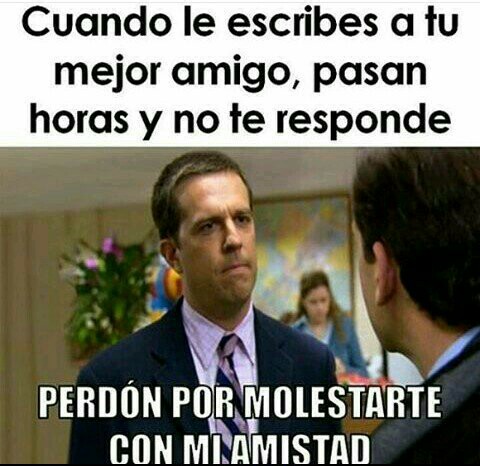 Cuando le escribes a tu
mejor amigo, pasan
horas y no te responde
PERDÓN POR MOLESTARTE
CON MI AMISTAD